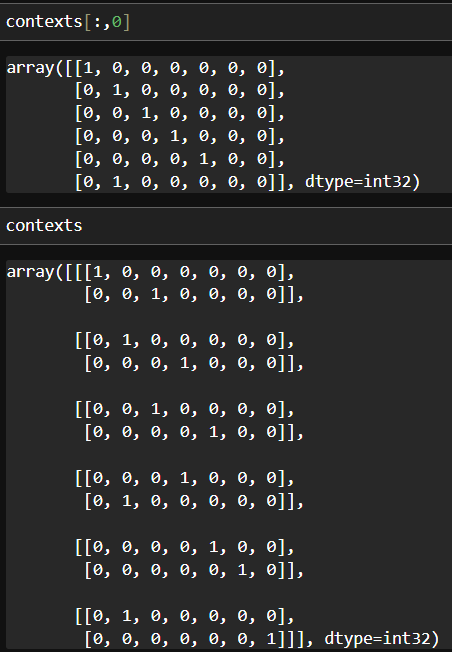 contexts[:,0]
array([[1, 0, 0, 0, 0, 0, 0],
       [0, 1, 0, 0, 0, 0, 0],
       [0, 0, 1, 0, 0, 0, 0],
       [0, 0, 0, 1, 0, 0, 0],
       [0, 0, 0, 0, 1, 0, 0],
       [0, 1, 0, 0, 0, 0, 0]], dtype=int32)
contexts
array([[[1, 0, 0, 0, 0, 0, 0],
        [0, 0, 1, 0, 0, 0, 0]],

       [[0, 1, 0, 0, 0, 0, 0],
        [0, 0, 0, 1, 0, 0, 0]],

       [[0, 0, 1, 0, 0, 0, 0],
        [0, 0, 0, 0, 1, 0, 0]],

       [[0, 0, 0, 1, 0, 0, 0],
        [0, 1, 0, 0, 0, 0, 0]],

       [[0, 0, 0, 0, 1, 0, 0],
        [0, 0, 0, 0, 0, 1, 0]],

       [[0, 1, 0, 0, 0, 0, 0],
        [0, 0, 0, 0, 0, 0, 1]]], dtype=int32)